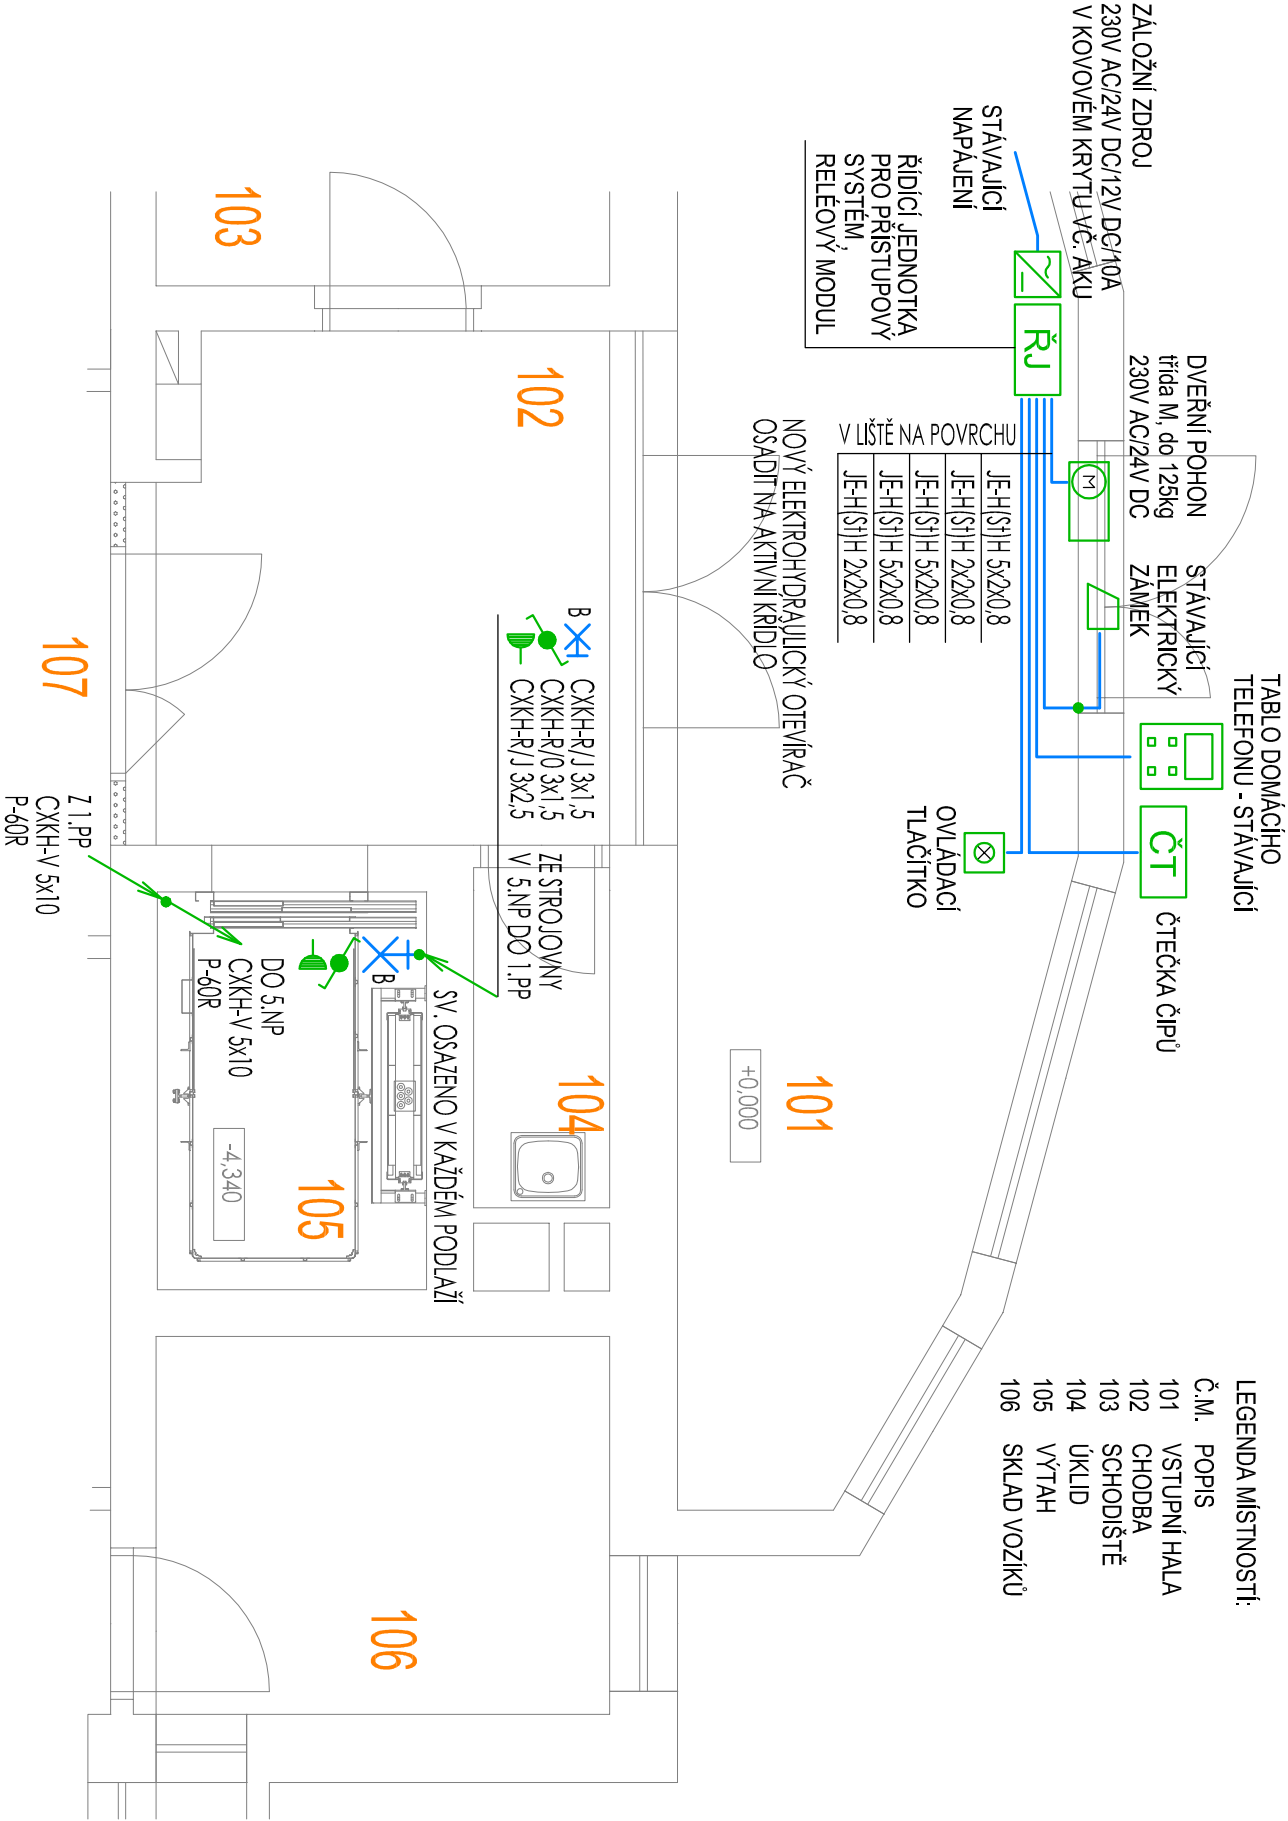 ZÁLOŽNÍ ZDROJ
230V AC/24V DC/12V DC/10A
V KOVOVÉM KRYTU VČ. AKU
STÁVAJÍCÍ
NAPÁJENÍ
ŘÍDÍCÍ JEDNOTKA
PRO PŘÍSTUPOVÝ
SYSTÉM,
RELÉOVÝ MODUL
ŘJ
DVEŘNÍ POHON
třída M, do 125kg
230V AC/24V DC
M
STÁVAJÍCÍ
ELEKTRICKÝ
ZÁMEK
TABLO DOMÁCÍHO
TELEFONU - STÁVAJÍCÍ
ČT
ČTEČKA ČIPŮ
OVLÁDACÍ
TLAČÍTKO
V LIŠTĚ NA POVRCHU
JE-H(St)H 5x2x0,8
JE-H(St)H 2x2x0,8
JE-H(St)H 5x2x0,8
JE-H(St)H 5x2x0,8
JE-H(St)H 2x2x0,8
NOVÝ ELEKTROHYDRAULICKÝ OTEVÍRAČ
OSADIT NA AKTIVNÍ KŘÍDLO
103
102
107
B
CXKH-R/J 3x1,5
CXKH-R/O 3x1,5
CXKH-R/J 3x2,5
ZE STROJOVNY
V 5.NP DO 1.PP
Z 1.PP
CXKH-V 5x10
P-60R
B
DO 5.NP
CXKH-V 5x10
P-60R
SV. OSAZENO V KAŽDÉM PODLAŽÍ
104
101
+0,000
-4,340
105
106
LEGENDA MÍSTNOSTÍ:
Č.M. POPIS
101 VSTUPNÍ HALA
102 CHODBA
103 SCHODIŠTĚ
104 ÚKLID
105 VÝTAH
106 SKLAD VOZÍKŮ